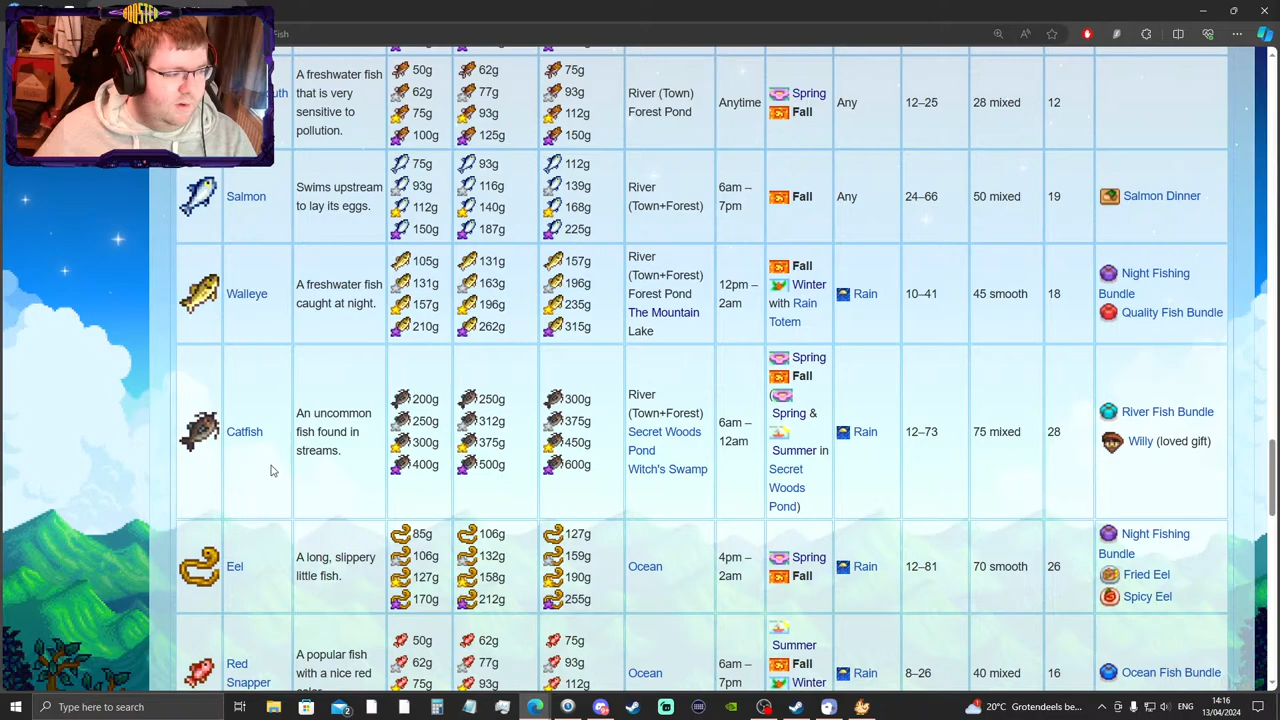 BOOSTED
Fish
A freshwater fish
that is very
sensitive to
pollution.
50g
62g
75g
100g
62g
77g
93g
125g
75g
93g
112g
150g
River (Town)
Forest Pond
Anytime
Spring
Fall
Any
12–25
28 mixed
12
Salmon
Swims upstream
to lay its eggs.
75g
93g
112g
150g
93g
116g
140g
187g
112g
139g
168g
225g
River
(Town+Forest)
6am –
7pm
Fall
Any
24–66
50 mixed
19
Salmon Dinner
Walleye
A freshwater fish
caught at night.
105g
131g
157g
210g
131g
163g
196g
262g
157g
196g
235g
315g
River
(Town+Forest)
Forest Pond
The Mountain
Lake
12pm –
2am
Fall
Winter
with Rain
Totem
Rain
10–41
45 smooth
18
Night Fishing
Bundle
Quality Fish Bundle
Catfish
An uncommon
fish found in
streams.
200g
250g
300g
400g
250g
312g
375g
500g
300g
375g
450g
600g
River
(Town+Forest)
Secret Woods
Pond
Witch's Swamp
6am –
12am
Spring
Fall
(
Spring &
Summer in
Secret
Woods
Pond)
Rain
12–73
75 mixed
28
River Fish Bundle
Willy (loved gift)
Eel
A long, slippery
little fish.
85g
106g
127g
170g
106g
132g
158g
212g
127g
159g
190g
255g
Ocean
4pm –
2am
Spring
Fall
Rain
12–81
70 smooth
26
Night Fishing
Bundle
Fried Eel
Spicy Eel
Red
Snapper
A popular fish
with a nice red
50g
62g
75g
62g
77g
93g
75g
93g
112g
Ocean
6am –
7pm
Summer
Fall
Winter
Rain
8–26
40 mixed
16
Ocean Fish Bundle
Type here to search
20°C Grotendeels be...
ENG
14:16
13/04/2024